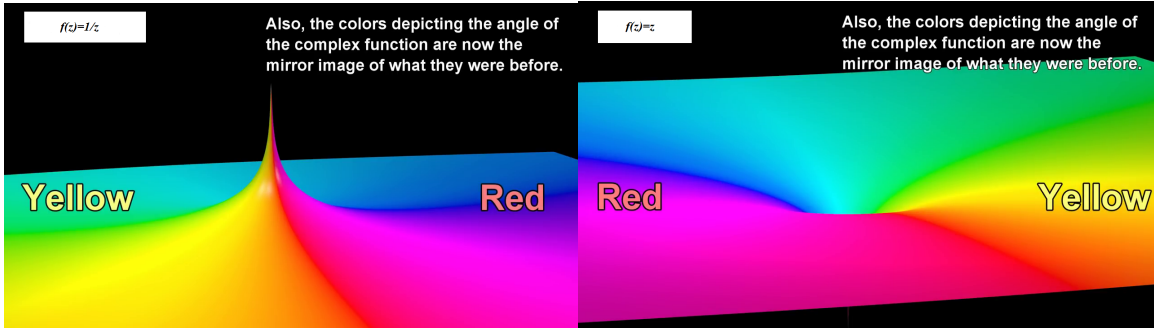 f(z)=1/z
Also, the colors depicting the angle of
the complex function are now the
mirror image of what they were before.
Yellow
Red
f(z)=z
Also, the colors depicting the angle of
the complex function are now the
mirror image of what they were before.
Red
Yellow